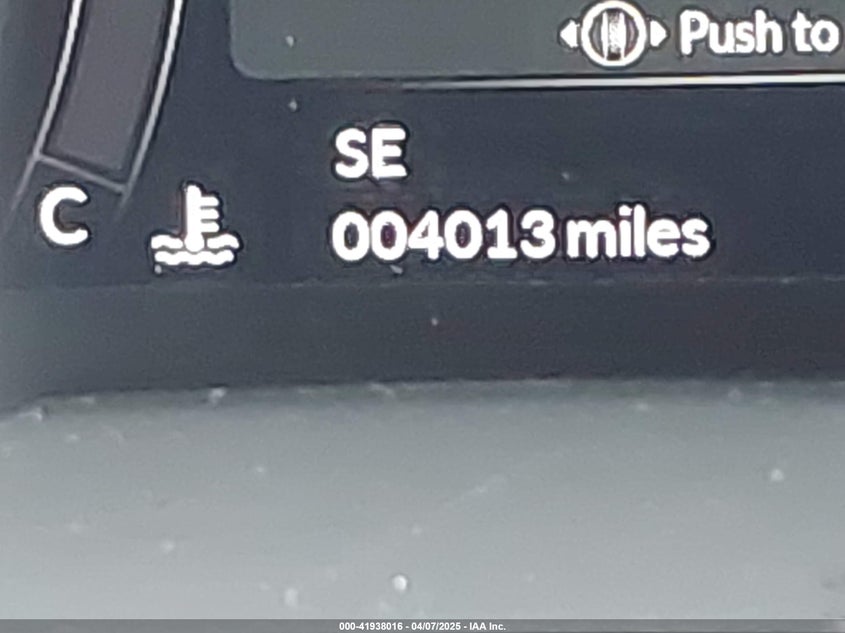 Push to
SE
C
004013 miles
000-41938016 - 04/07/2025 - IAA Inc.